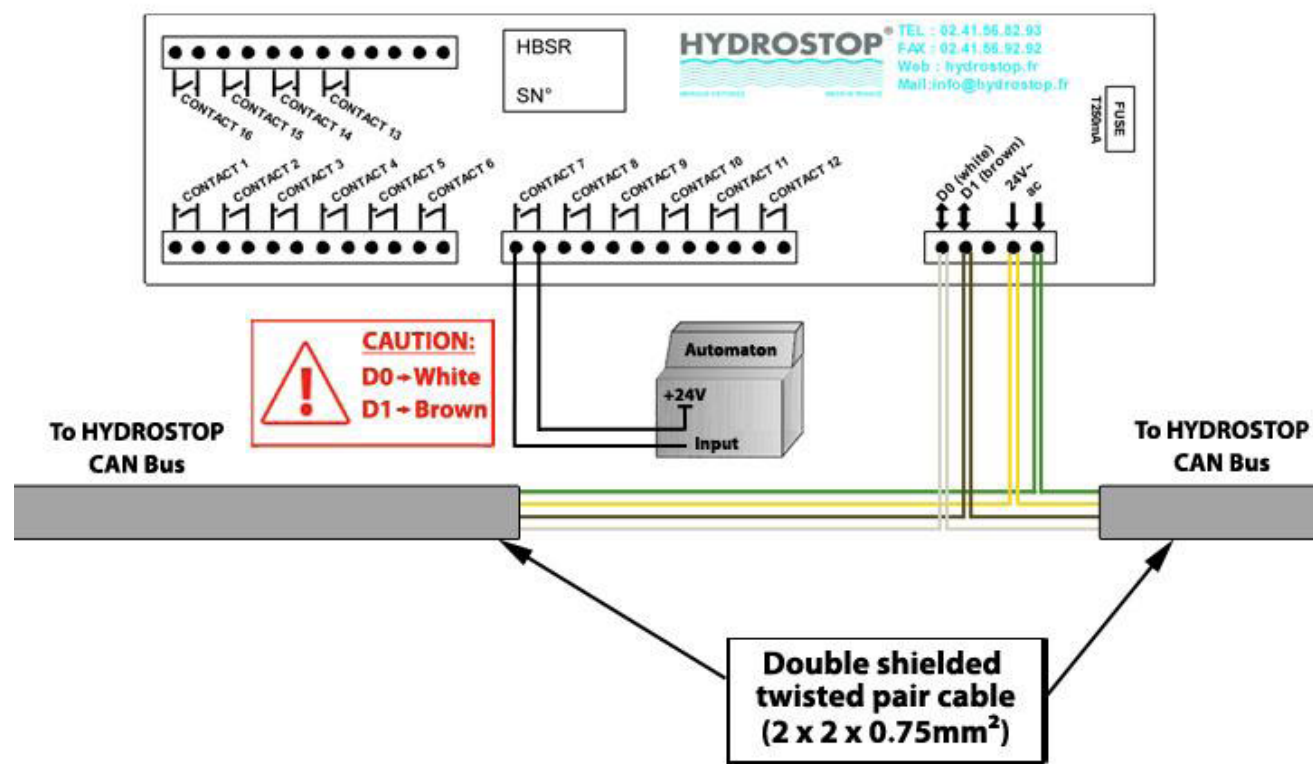 HBSR
SN°
HYDROSTOP®
TEL : 02.41.56.82.93
FAX : 02.41.56.92.92
Web : hydrostop.fr
Mail:info@hydrostop.fr
FUSE
T250mA
CONTACT 16
CONTACT 15
CONTACT 14
CONTACT 13
CONTACT 1
CONTACT 2
CONTACT 3
CONTACT 4
CONTACT 5
CONTACT 6
CONTACT 7
CONTACT 8
CONTACT 9
CONTACT 10
CONTACT 11
CONTACT 12
D0 (white)
D1 (brown)
24V~
ac
CAUTION:
D0→White
D1→Brown
Automaton
+24V
Input
To HYDROSTOP
CAN Bus
To HYDROSTOP
CAN Bus
Double shielded
twisted pair cable
(2 x 2 x 0.75mm²)